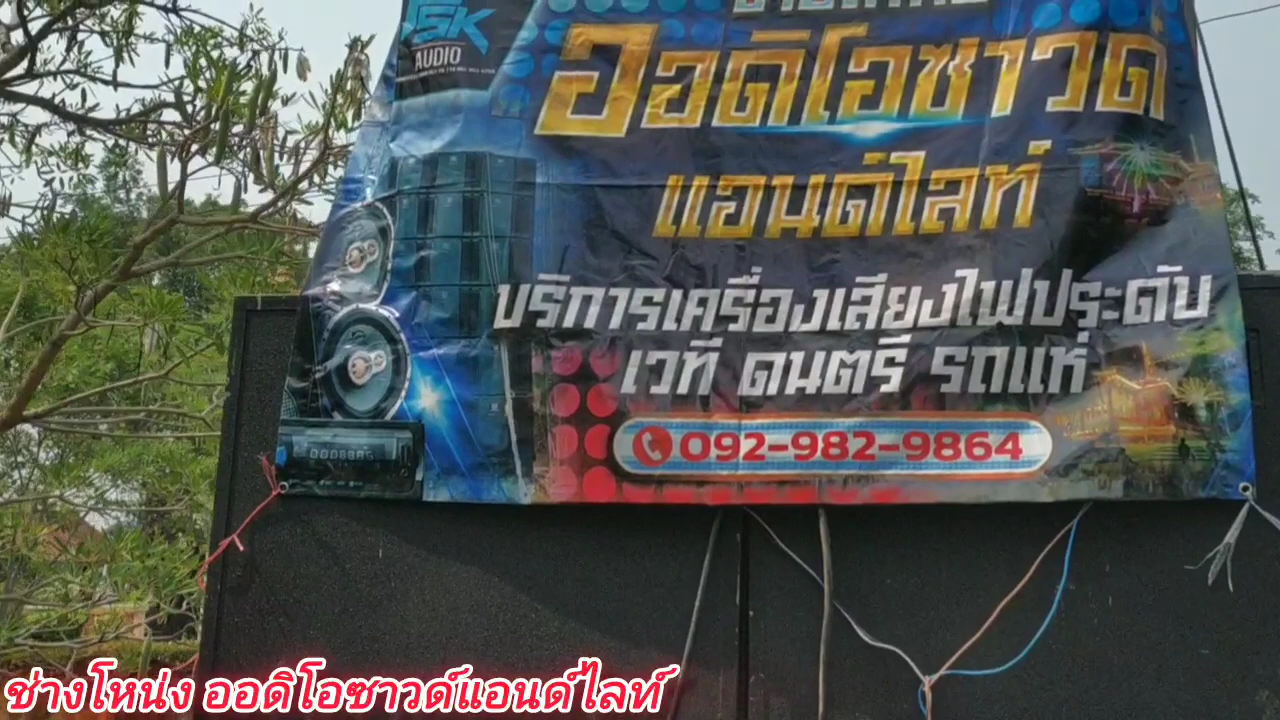 FSK
AUDIO
ออดิโอซาวด์
แอนด์ไลท์
บริการเครื่องเสียงไฟประดับ
เวที ดนตรี รถแห่
092-982-9864
ช่างโหน่ง ออดิโอซาวด์แอนด์ไลท์